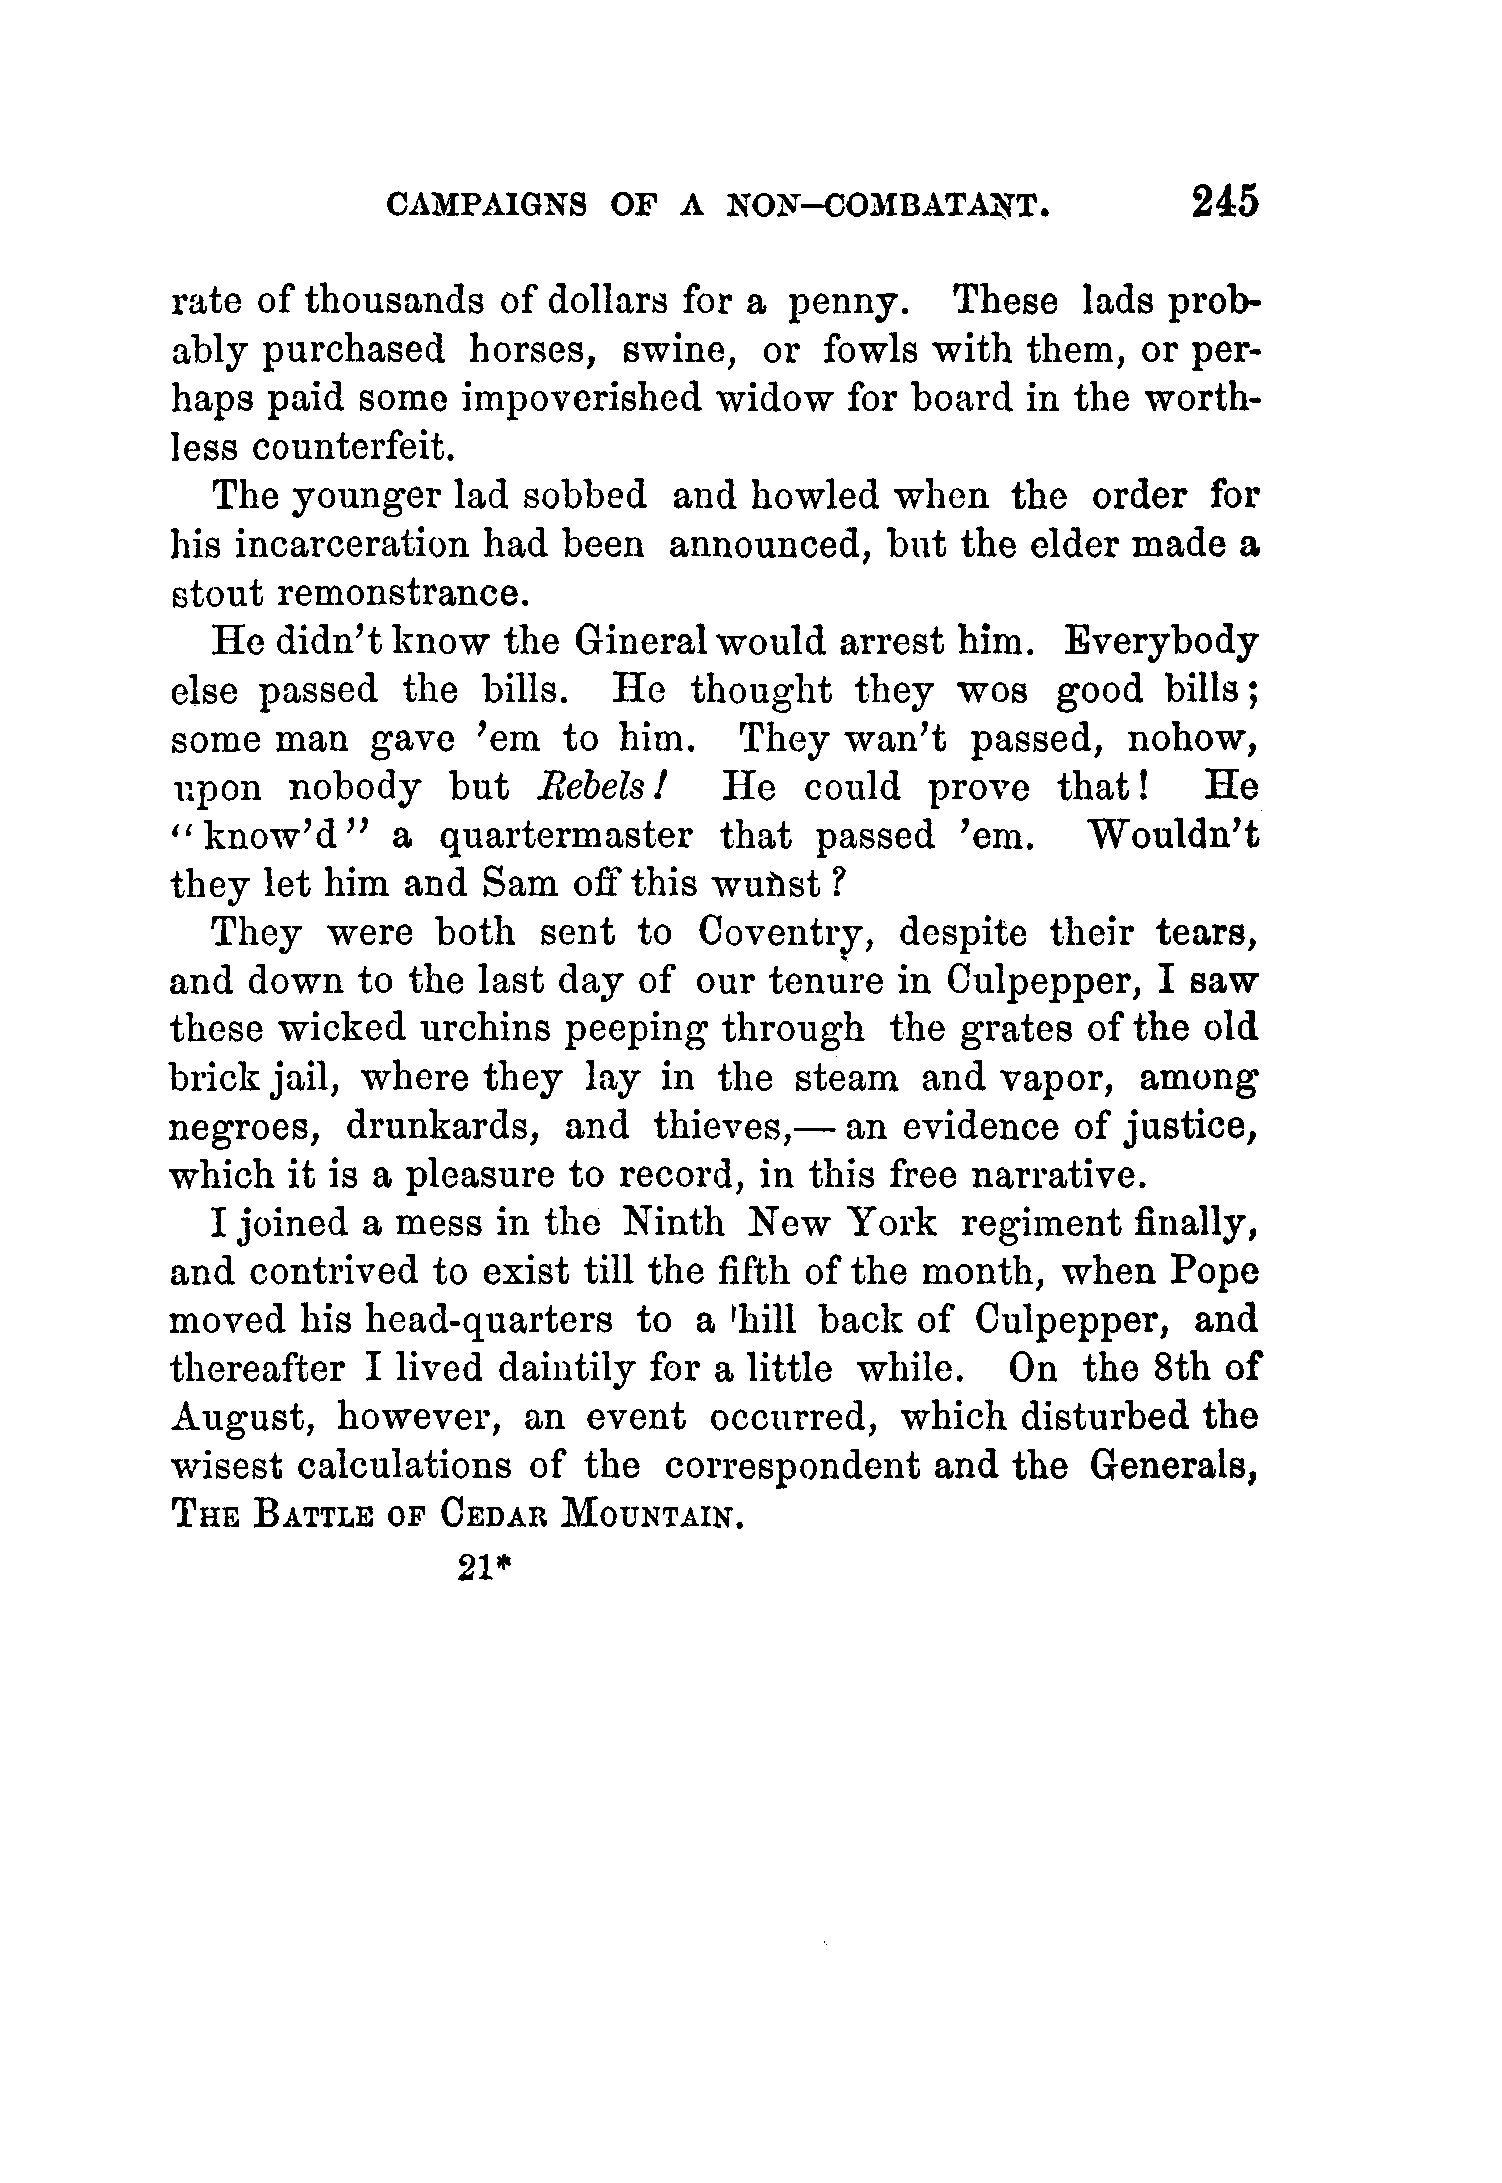 CAMPAIGNS OF A NON-COMBATANT. 245
rate of thousands of dollars for a penny. These lads prob-
ably purchased horses, swine, or fowls with them, or per-
haps paid some impoverished widow for board in the worth-
less counterfeit.
The younger lad sobbed and howled when the order for
his incarceration had been announced, but the elder made a
stout remonstrance.
He didn't know the Gineral would arrest him. Everybody
else passed the bills. He thought they wos good bills;
some man gave 'em to him. They wan't passed, nohow,
upon nobody but Rebels! He could prove that! He
"know'd" a quartermaster that passed 'em. Wouldn't
they let him and Sam off this wunst?
They were both sent to Coventry, despite their tears,
and down to the last day of our tenure in Culpepper, I saw
these wicked urchins peeping through the grates of the old
brick jail, where they lay in the steam and vapor, among
negroes, drunkards, and thieves,— an evidence of justice,
which it is a pleasure to record, in this free narrative.
I joined a mess in the Ninth New York regiment finally,
and contrived to exist till the fifth of the month, when Pope
moved his head-quarters to a hill back of Culpepper, and
thereafter I lived daintily for a little while. On the 8th of
August, however, an event occurred, which disturbed the
wisest calculations of the correspondent and the Generals,
THE BATTLE OF CEDAR MOUNTAIN.
21*